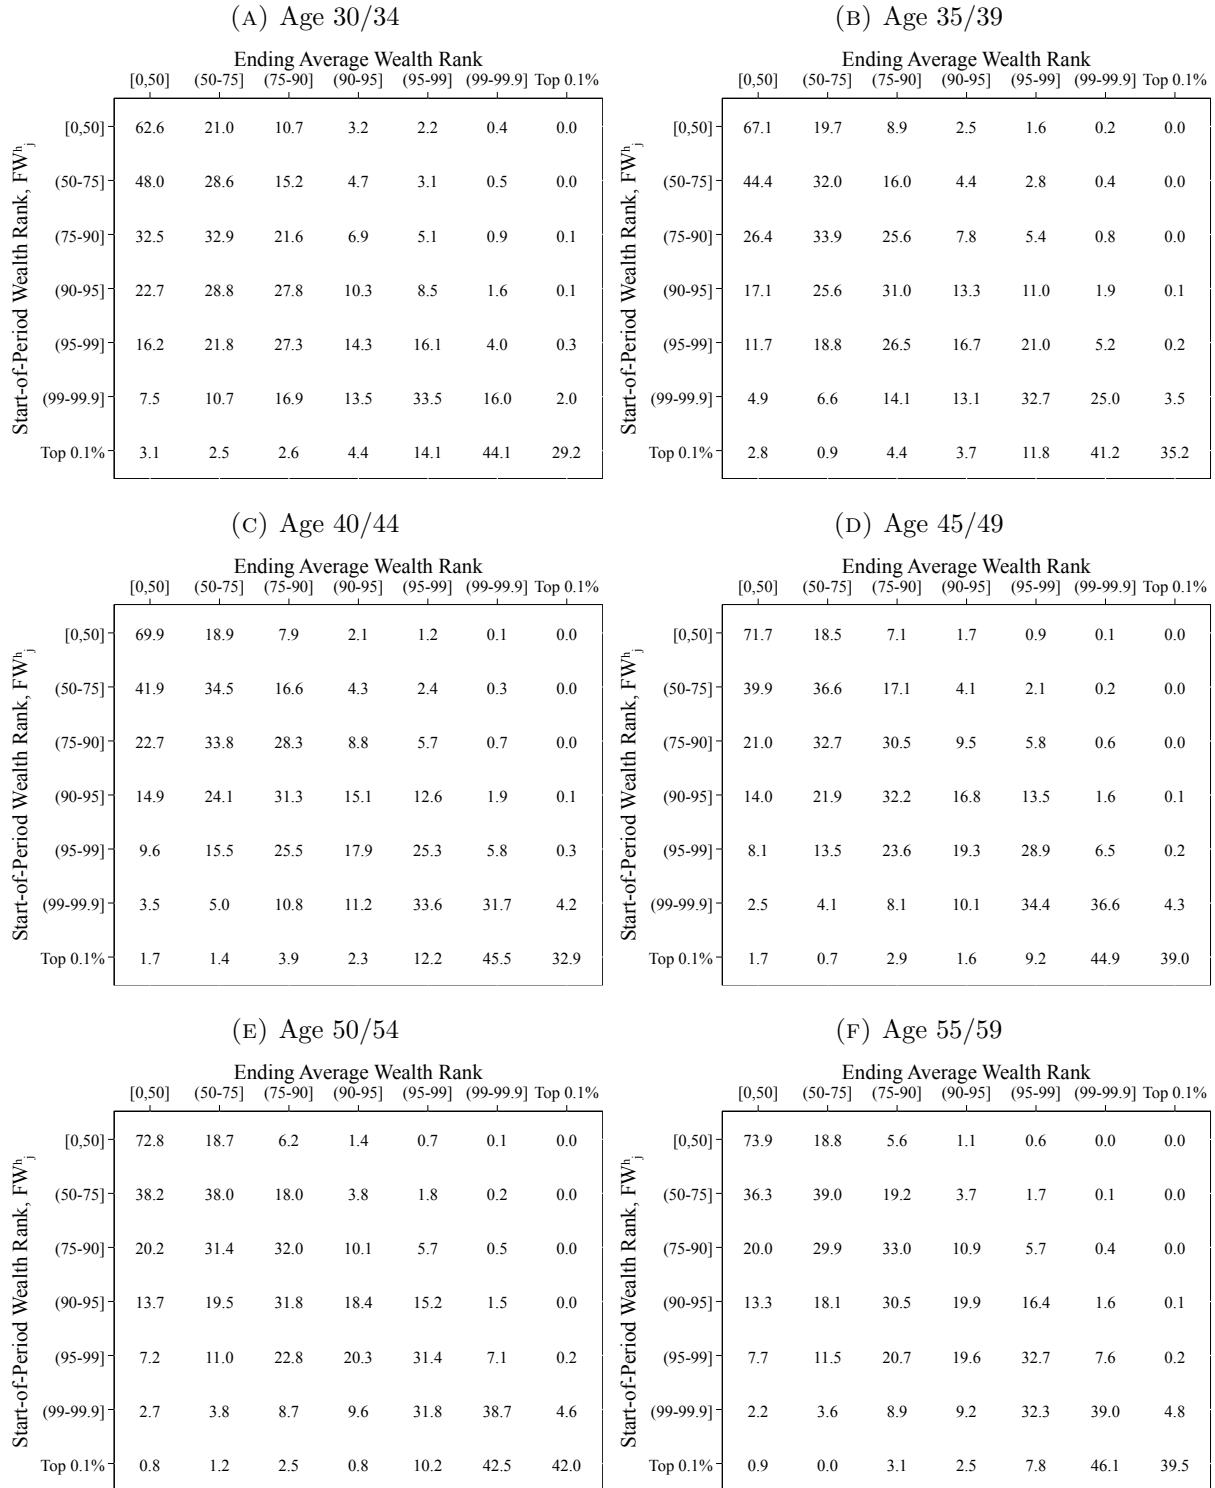 (A) Age 30/34
Ending Average Wealth Rank
[0,50] (50-75] (75-90] (90-95] (95-99] (99-99.9] Top 0.1%
Start-of-Period Wealth Rank, FWʰⱼ
[0,50] 62.6 21.0 10.7 3.2 2.2 0.4 0.0
(50-75] 48.0 28.6 15.2 4.7 3.1 0.5 0.0
(75-90] 32.5 32.9 21.6 6.9 5.1 0.9 0.1
(90-95] 22.7 28.8 27.8 10.3 8.5 1.6 0.1
(95-99] 16.2 21.8 27.3 14.3 16.1 4.0 0.3
(99-99.9] 7.5 10.7 16.9 13.5 33.5 16.0 2.0
Top 0.1% 3.1 2.5 2.6 4.4 14.1 44.1 29.2
(B) Age 35/39
Ending Average Wealth Rank
[0,50] (50-75] (75-90] (90-95] (95-99] (99-99.9] Top 0.1%
Start-of-Period Wealth Rank, FWʰⱼ
[0,50] 67.1 19.7 8.9 2.5 1.6 0.2 0.0
(50-75] 44.4 32.0 16.0 4.4 2.8 0.4 0.0
(75-90] 26.4 33.9 25.6 7.8 5.4 0.8 0.0
(90-95] 17.1 25.6 31.0 13.3 11.0 1.9 0.1
(95-99] 11.7 18.8 26.5 16.7 21.0 5.2 0.2
(99-99.9] 4.9 6.6 14.1 13.1 32.7 25.0 3.5
Top 0.1% 2.8 0.9 4.4 3.7 11.8 41.2 35.2
(C) Age 40/44
Ending Average Wealth Rank
[0,50] (50-75] (75-90] (90-95] (95-99] (99-99.9] Top 0.1%
Start-of-Period Wealth Rank, FWʰⱼ
[0,50] 69.9 18.9 7.9 2.1 1.2 0.1 0.0
(50-75] 41.9 34.5 16.6 4.3 2.4 0.3 0.0
(75-90] 22.7 33.8 28.3 8.8 5.7 0.7 0.0
(90-95] 14.9 24.1 31.3 15.1 12.6 1.9 0.1
(95-99] 9.6 15.5 25.5 17.9 25.3 5.8 0.3
(99-99.9] 3.5 5.0 10.8 11.2 33.6 31.7 4.2
Top 0.1% 1.7 1.4 3.9 2.3 12.2 45.5 32.9
(D) Age 45/49
Ending Average Wealth Rank
[0,50] (50-75] (75-90] (90-95] (95-99] (99-99.9] Top 0.1%
Start-of-Period Wealth Rank, FWʰⱼ
[0,50] 71.7 18.5 7.1 1.7 0.9 0.1 0.0
(50-75] 39.9 36.6 17.1 4.1 2.1 0.2 0.0
(75-90] 21.0 32.7 30.5 9.5 5.8 0.6 0.0
(90-95] 14.0 21.9 32.2 16.8 13.5 1.6 0.1
(95-99] 8.1 13.5 23.6 19.3 28.9 6.5 0.2
(99-99.9] 2.5 4.1 8.1 10.1 34.4 36.6 4.3
Top 0.1% 1.7 0.7 2.9 1.6 9.2 44.9 39.0
(E) Age 50/54
Ending Average Wealth Rank
[0,50] (50-75] (75-90] (90-95] (95-99] (99-99.9] Top 0.1%
Start-of-Period Wealth Rank, FWʰⱼ
[0,50] 72.8 18.7 6.2 1.4 0.7 0.1 0.0
(50-75] 38.2 38.0 18.0 3.8 1.8 0.2 0.0
(75-90] 20.2 31.4 32.0 10.1 5.7 0.5 0.0
(90-95] 13.7 19.5 31.8 18.4 15.2 1.5 0.0
(95-99] 7.2 11.0 22.8 20.3 31.4 7.1 0.2
(99-99.9] 2.7 3.8 8.7 9.6 31.8 38.7 4.6
Top 0.1% 0.8 1.2 2.5 0.8 10.2 42.5 42.0
(F) Age 55/59
Ending Average Wealth Rank
[0,50] (50-75] (75-90] (90-95] (95-99] (99-99.9] Top 0.1%
Start-of-Period Wealth Rank, FWʰⱼ
[0,50] 73.9 18.8 5.6 1.1 0.6 0.0 0.0
(50-75] 36.3 39.0 19.2 3.7 1.7 0.1 0.0
(75-90] 20.0 29.9 33.0 10.9 5.7 0.4 0.0
(90-95] 13.3 18.1 30.5 19.9 16.4 1.6 0.1
(95-99] 7.7 11.5 20.7 19.6 32.7 7.6 0.2
(99-99.9] 2.2 3.6 8.9 9.2 32.3 39.0 4.8
Top 0.1% 0.9 0.0 3.1 2.5 7.8 46.1 39.5